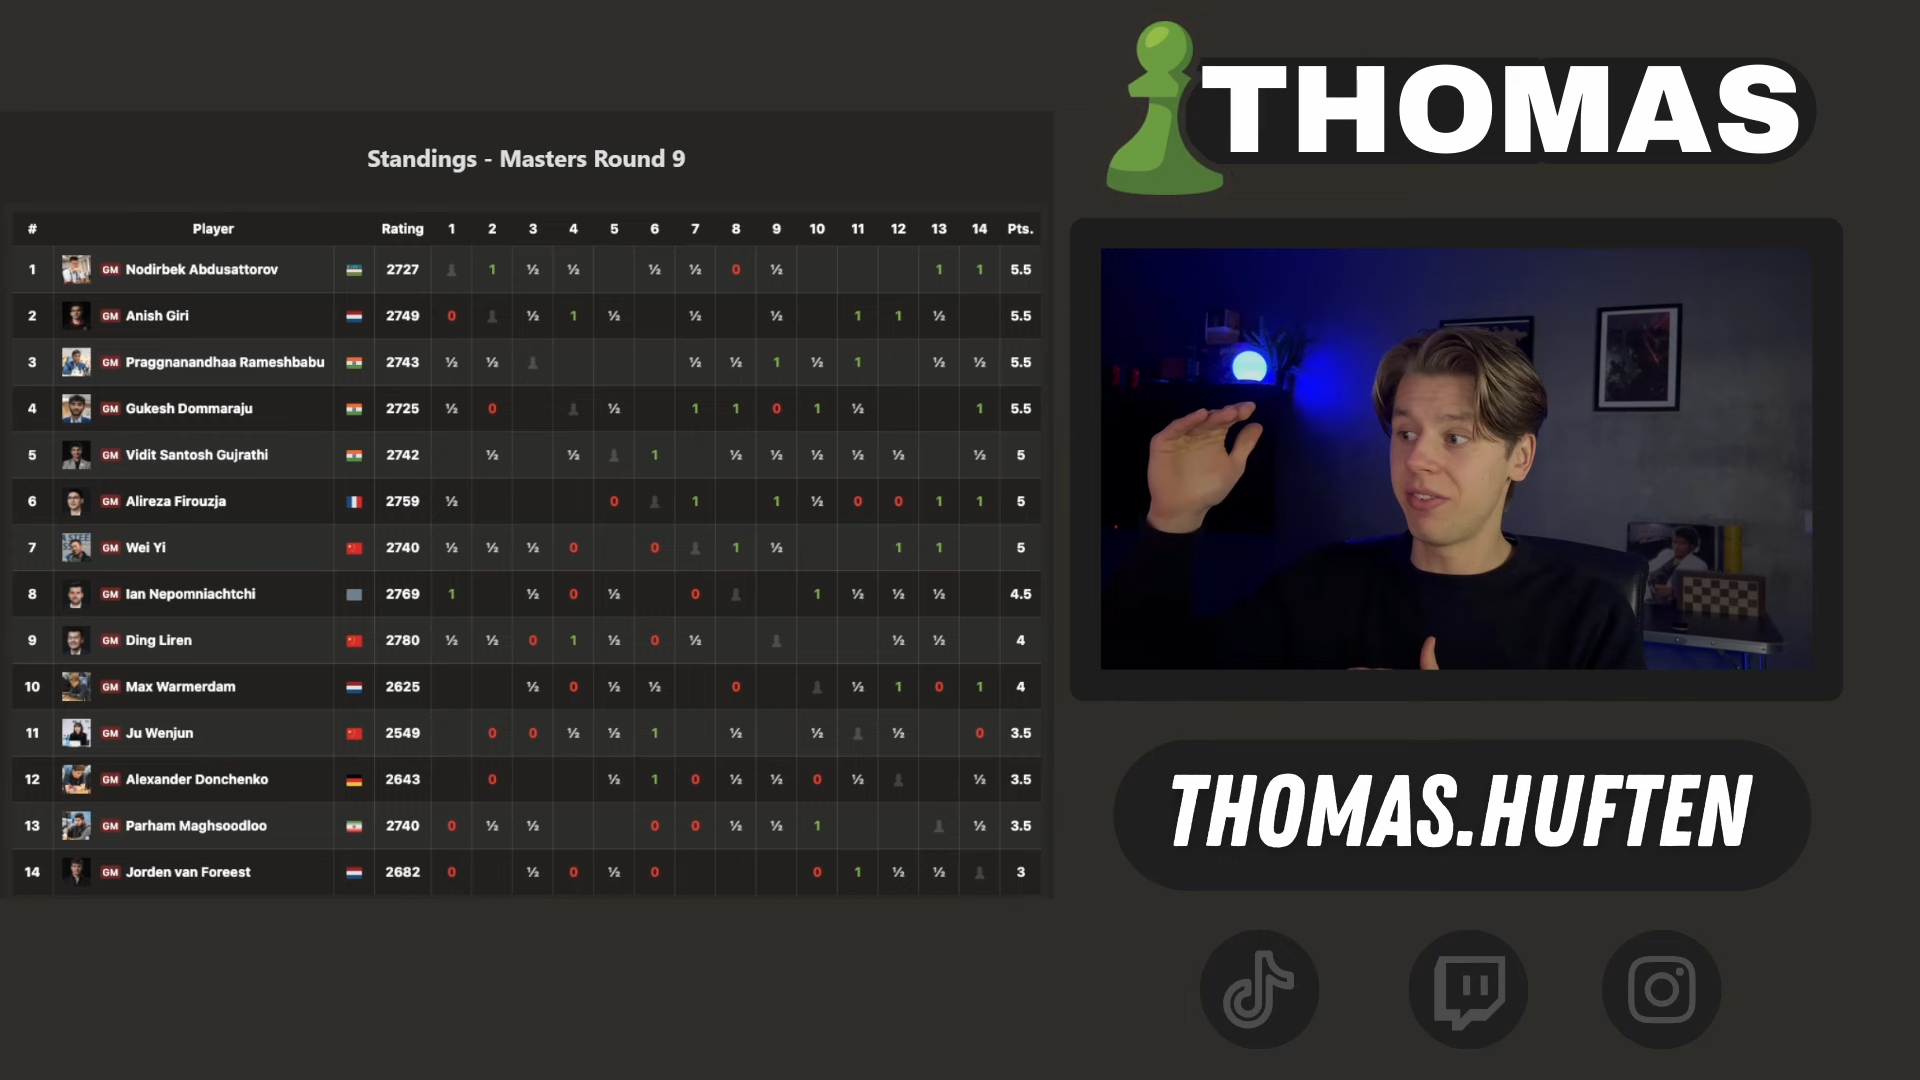 THOMAS
Standings - Masters Round 9
# Player Rating 1 2 3 4 5 6 7 8 9 10 11 12 13 14 Pts.
1 GM Nodirbek Abdusattorov 2727 1 ½ ½ ½ ½ 0 ½ 1 1 5.5
2 GM Anish Giri 2749 0 ½ 1 ½ ½ ½ 1 1 ½ 5.5
3 GM Praggnanandhaa Rameshbabu 2743 ½ ½ ½ ½ 1 ½ 1 ½ ½ 5.5
4 GM Gukesh Dommaraju 2725 ½ 0 ½ 1 1 0 1 ½ 1 5.5
5 GM Vidit Santosh Gujrathi 2742 ½ ½ 1 ½ ½ ½ ½ ½ ½ 5
6 GM Alireza Firouzja 2759 ½ 0 1 1 ½ 0 0 1 1 5
7 GM Wei Yi 2740 ½ ½ ½ 0 0 1 ½ 1 1 5
8 GM Ian Nepomniachtchi 2769 1 ½ 0 ½ 0 1 ½ ½ ½ 4.5
9 GM Ding Liren 2780 ½ ½ 0 1 ½ 0 ½ ½ ½ 4
10 GM Max Warmerdam 2625 ½ 0 ½ ½ 0 ½ 1 0 1 4
11 GM Ju Wenjun 2549 0 0 ½ ½ 1 ½ ½ ½ 0 3.5
12 GM Alexander Donchenko 2643 0 ½ 1 0 ½ ½ 0 ½ ½ 3.5
13 GM Parham Maghsoodloo 2740 0 ½ ½ 0 0 ½ ½ 1 ½ 3.5
14 GM Jorden van Foreest 2682 0 ½ 0 ½ 0 0 1 ½ ½ 3
THOMAS.HUFTEN